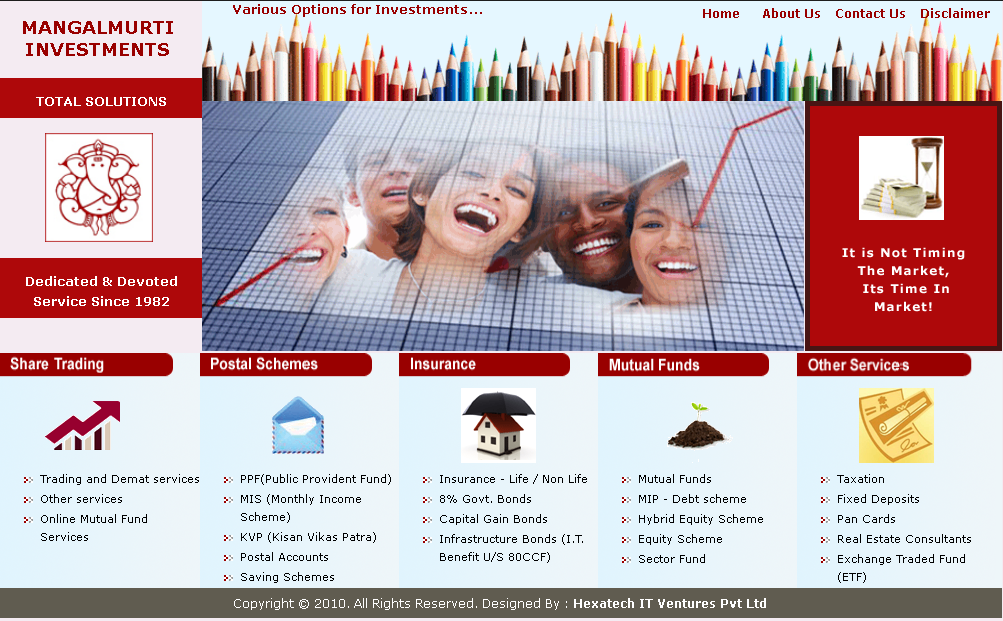 MANGALMURTI
INVESTMENTS
Various Options for Investments...
Home About Us Contact Us Disclaimer
TOTAL SOLUTIONS
Dedicated & Devoted
Service Since 1982
It is Not Timing
The Market,
Its Time In
Market!
Share Trading
Trading and Demat services
Other services
Online Mutual Fund
Services
Postal Schemes
PPF(Public Provident Fund)
MIS (Monthly Income
Scheme)
KVP (Kisan Vikas Patra)
Postal Accounts
Saving Schemes
Insurance
Insurance - Life / Non Life
8% Govt. Bonds
Capital Gain Bonds
Infrastructure Bonds (I.T.
Benefit U/S 80CCF)
Mutual Funds
Mutual Funds
MIP - Debt scheme
Hybrid Equity Scheme
Equity Scheme
Sector Fund
Other Services
Taxation
Fixed Deposits
Pan Cards
Real Estate Consultants
Exchange Traded Fund
(ETF)
Copyright © 2010. All Rights Reserved. Designed By : Hexatech IT Ventures Pvt Ltd